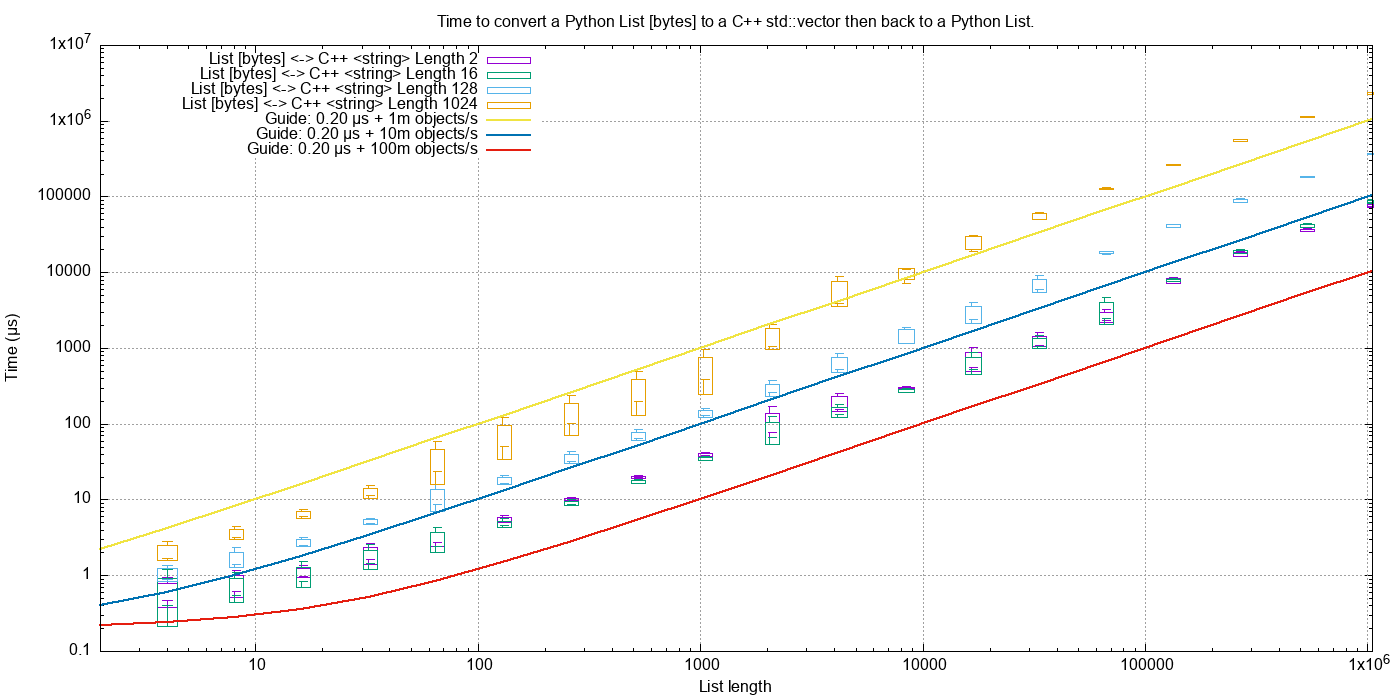 Time to convert a Python List [bytes] to a C++ std::vector then back to a Python List.
List [bytes] <-> C++ <string> Length 2
List [bytes] <-> C++ <string> Length 16
List [bytes] <-> C++ <string> Length 128
List [bytes] <-> C++ <string> Length 1024
Guide: 0.20 µs + 1m objects/s
Guide: 0.20 µs + 10m objects/s
Guide: 0.20 µs + 100m objects/s
Time (µs)
1x10⁷
1x10⁶
100000
10000
1000
100
10
1
0.1
10 100 1000 10000 100000 1x10⁶
List length